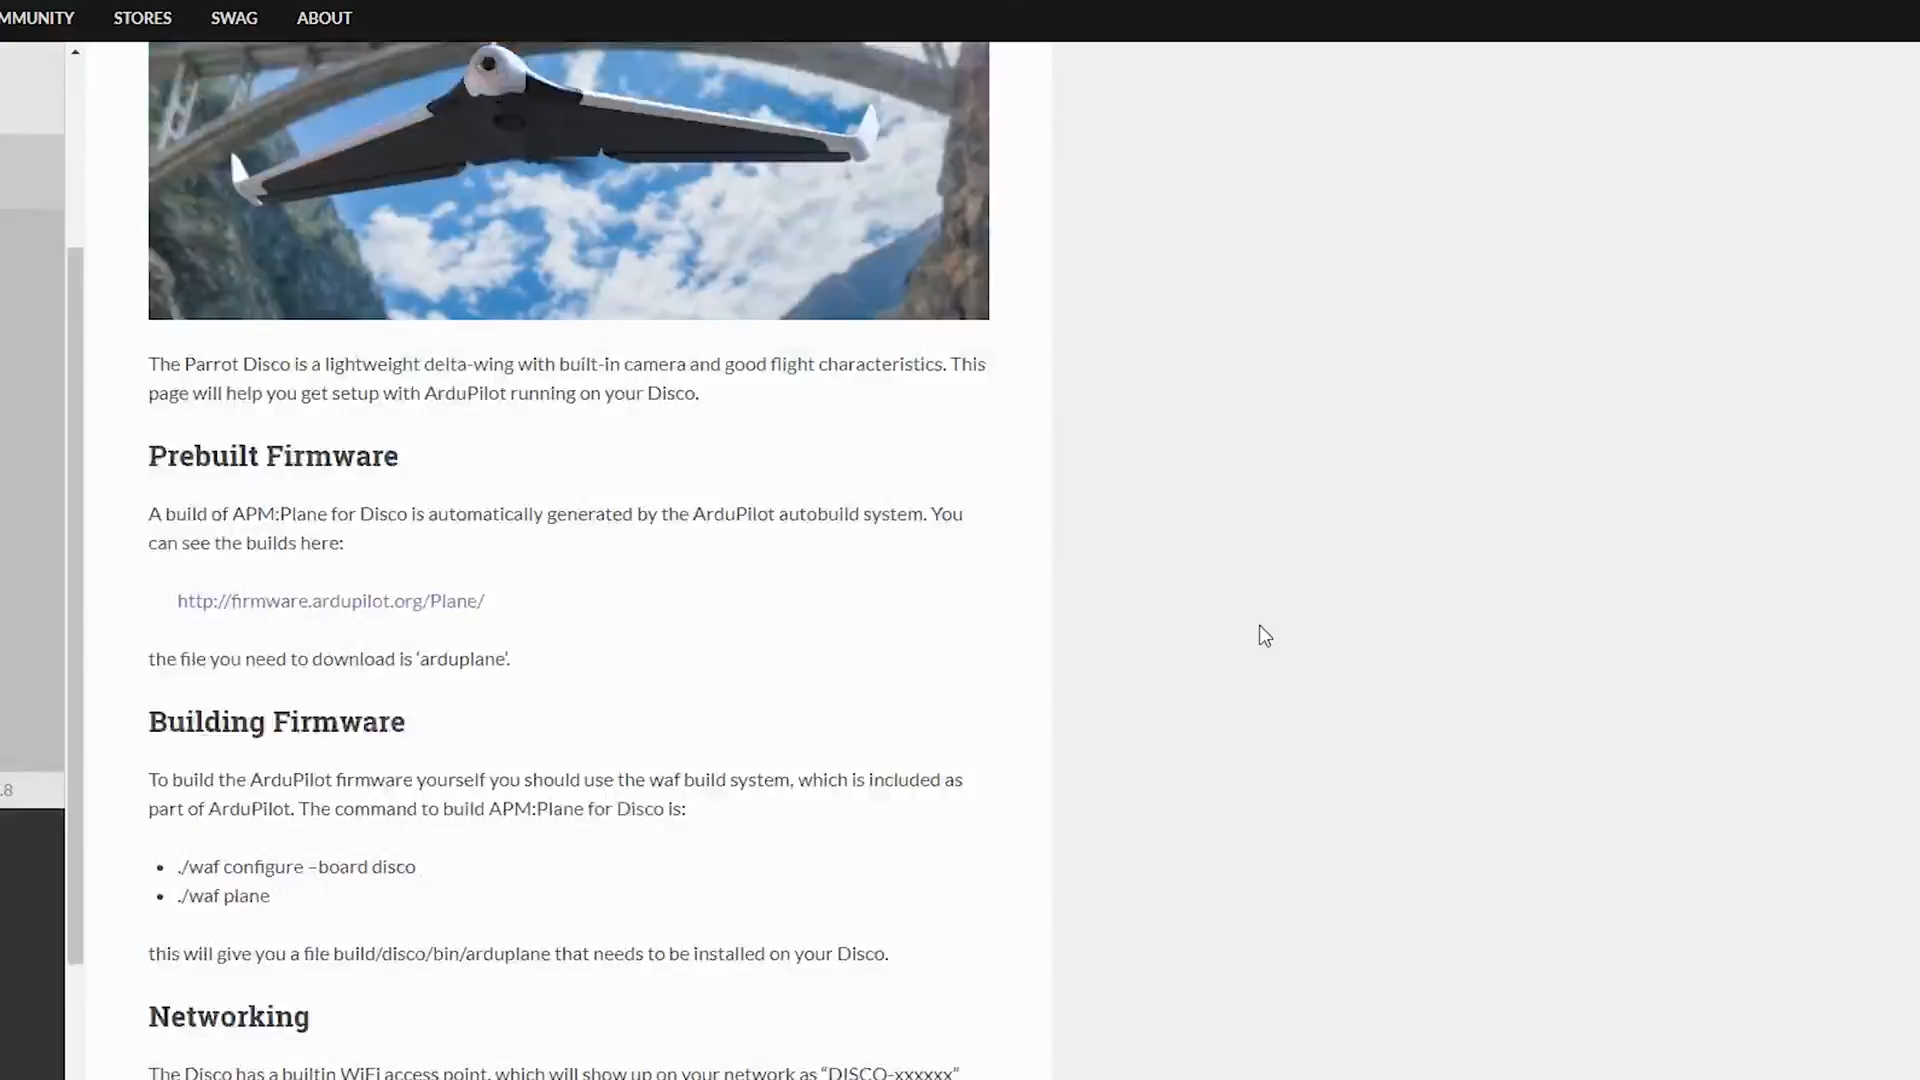 MMUNITY STORES SWAG ABOUT
The Parrot Disco is a lightweight delta-wing with built-in camera and good flight characteristics. This
page will help you get setup with ArduPilot running on your Disco.
Prebuilt Firmware
A build of APM:Plane for Disco is automatically generated by the ArduPilot autobuild system. You
can see the builds here:
http://firmware.ardupilot.org/Plane/
the file you need to download is ‘arduplane’.
Building Firmware
To build the ArduPilot firmware yourself you should use the waf build system, which is included as
.8
part of ArduPilot. The command to build APM:Plane for Disco is:
• ./waf configure –board disco
• ./waf plane
this will give you a file build/disco/bin/arduplane that needs to be installed on your Disco.
Networking
The Disco has a builtin WiFi access point, which will show up on your network as “DISCO-xxxxxx”